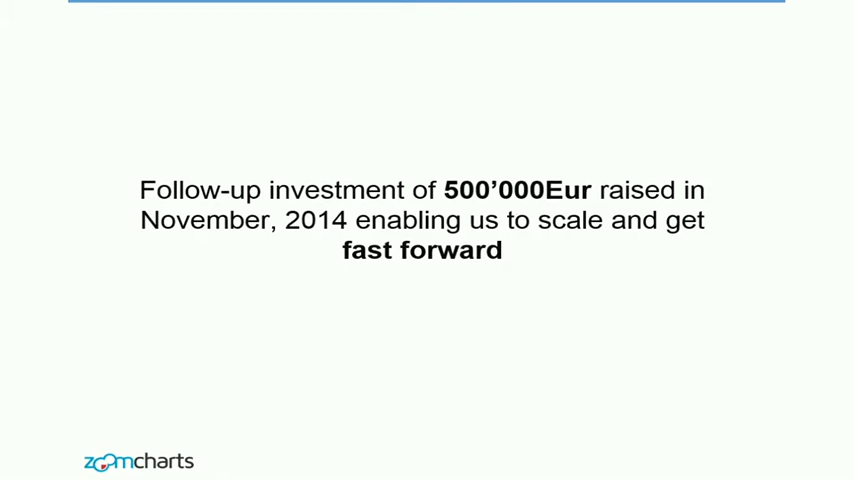 Follow-up investment of 500’000Eur raised in
November, 2014 enabling us to scale and get
fast forward
zoomcharts